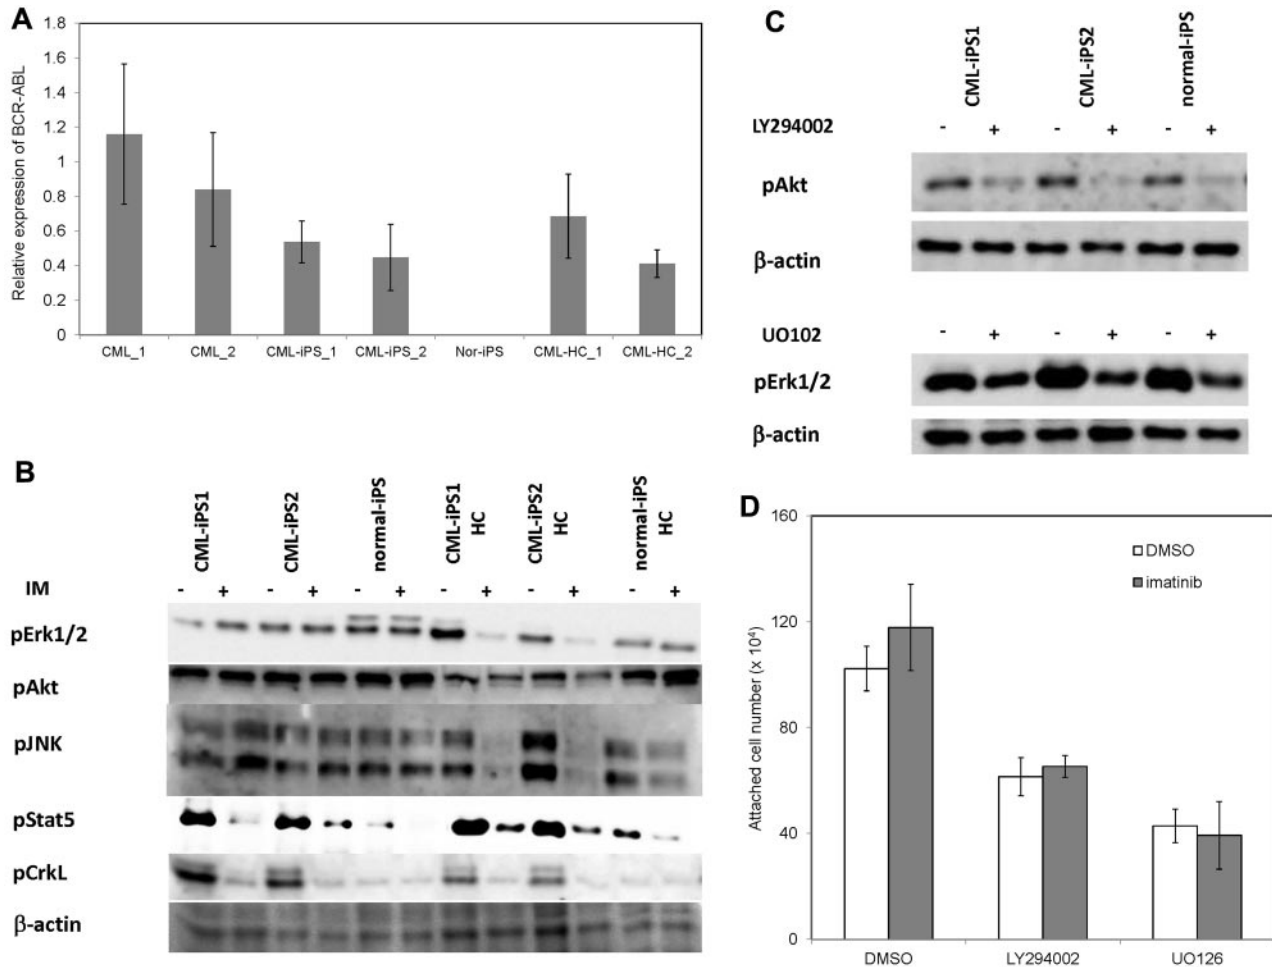 A
1.8
1.6
1.4
1.2
1
0.8
0.6
0.4
0.2
0
Relative expression of BCR-ABL
CML_1 CML_2 CML-iPS_1 CML-iPS_2 Nor-iPS CML-HC_1 CML-HC_2
B
CML-iPS1
CML-iPS2
normal-iPS
CML-iPS1
HC
CML-iPS2
HC
normal-iPS
HC
IM - + - + - + - + - + - +
pErk1/2
pAkt
pJNK
pStat5
pCrkL
β-actin
C
CML-iPS1
CML-iPS2
normal-iPS
LY294002 - + - + - +
pAkt
β-actin
UO102 - + - + - +
pErk1/2
β-actin
D
160
120
80
40
0
Attached cell number (x 10⁴)
DMSO
imatinib
DMSO LY294002 UO126